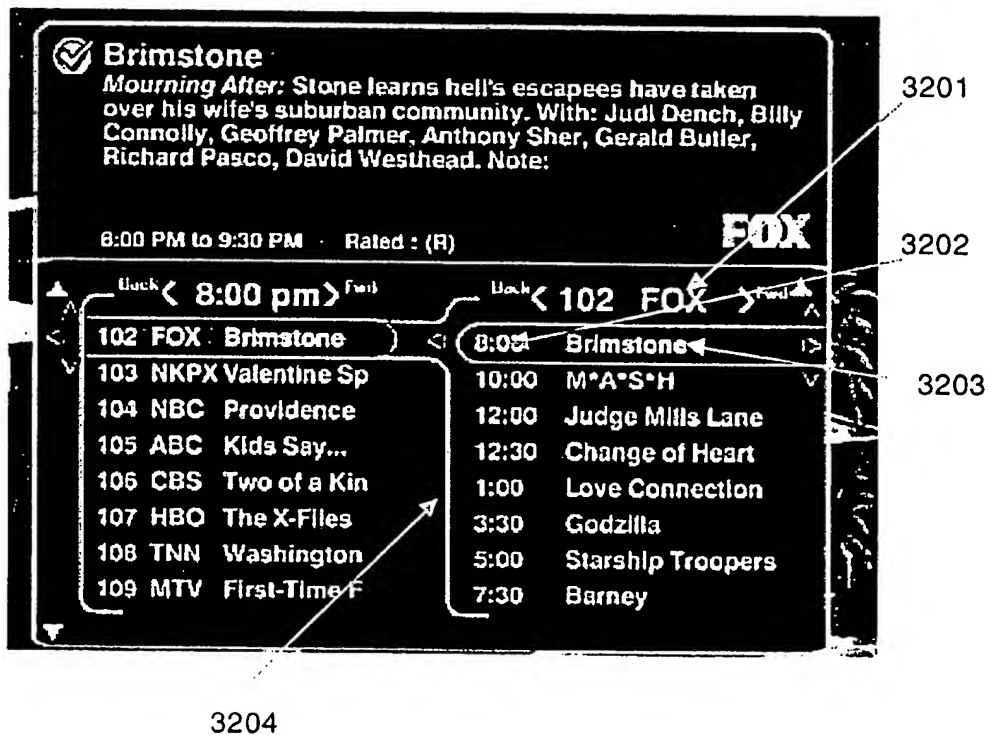 Brimstone
Mourning After: Stone learns hell's escapees have taken
over his wife's suburban community. With: Judi Dench, Billy
Connolly, Geoffrey Palmer, Anthony Sher, Gerald Butler,
Richard Pasco, David Westhead. Note:
8:00 PM to 9:30 PM · Rated : (R)
FOX
3201
3202
3203
Back < 8:00 pm > Fwd
Back < 102 FOX > Fwd
102 FOX Brimstone
103 NKPX Valentine Sp
104 NBC Providence
105 ABC Kids Say...
106 CBS Two of a Kin
107 HBO The X-Files
108 TNN Washington
109 MTV First-Time F
8:00 Brimstone
10:00 M*A*S*H
12:00 Judge Mills Lane
12:30 Change of Heart
1:00 Love Connection
3:30 Godzilla
5:00 Starship Troopers
7:30 Barney
3204